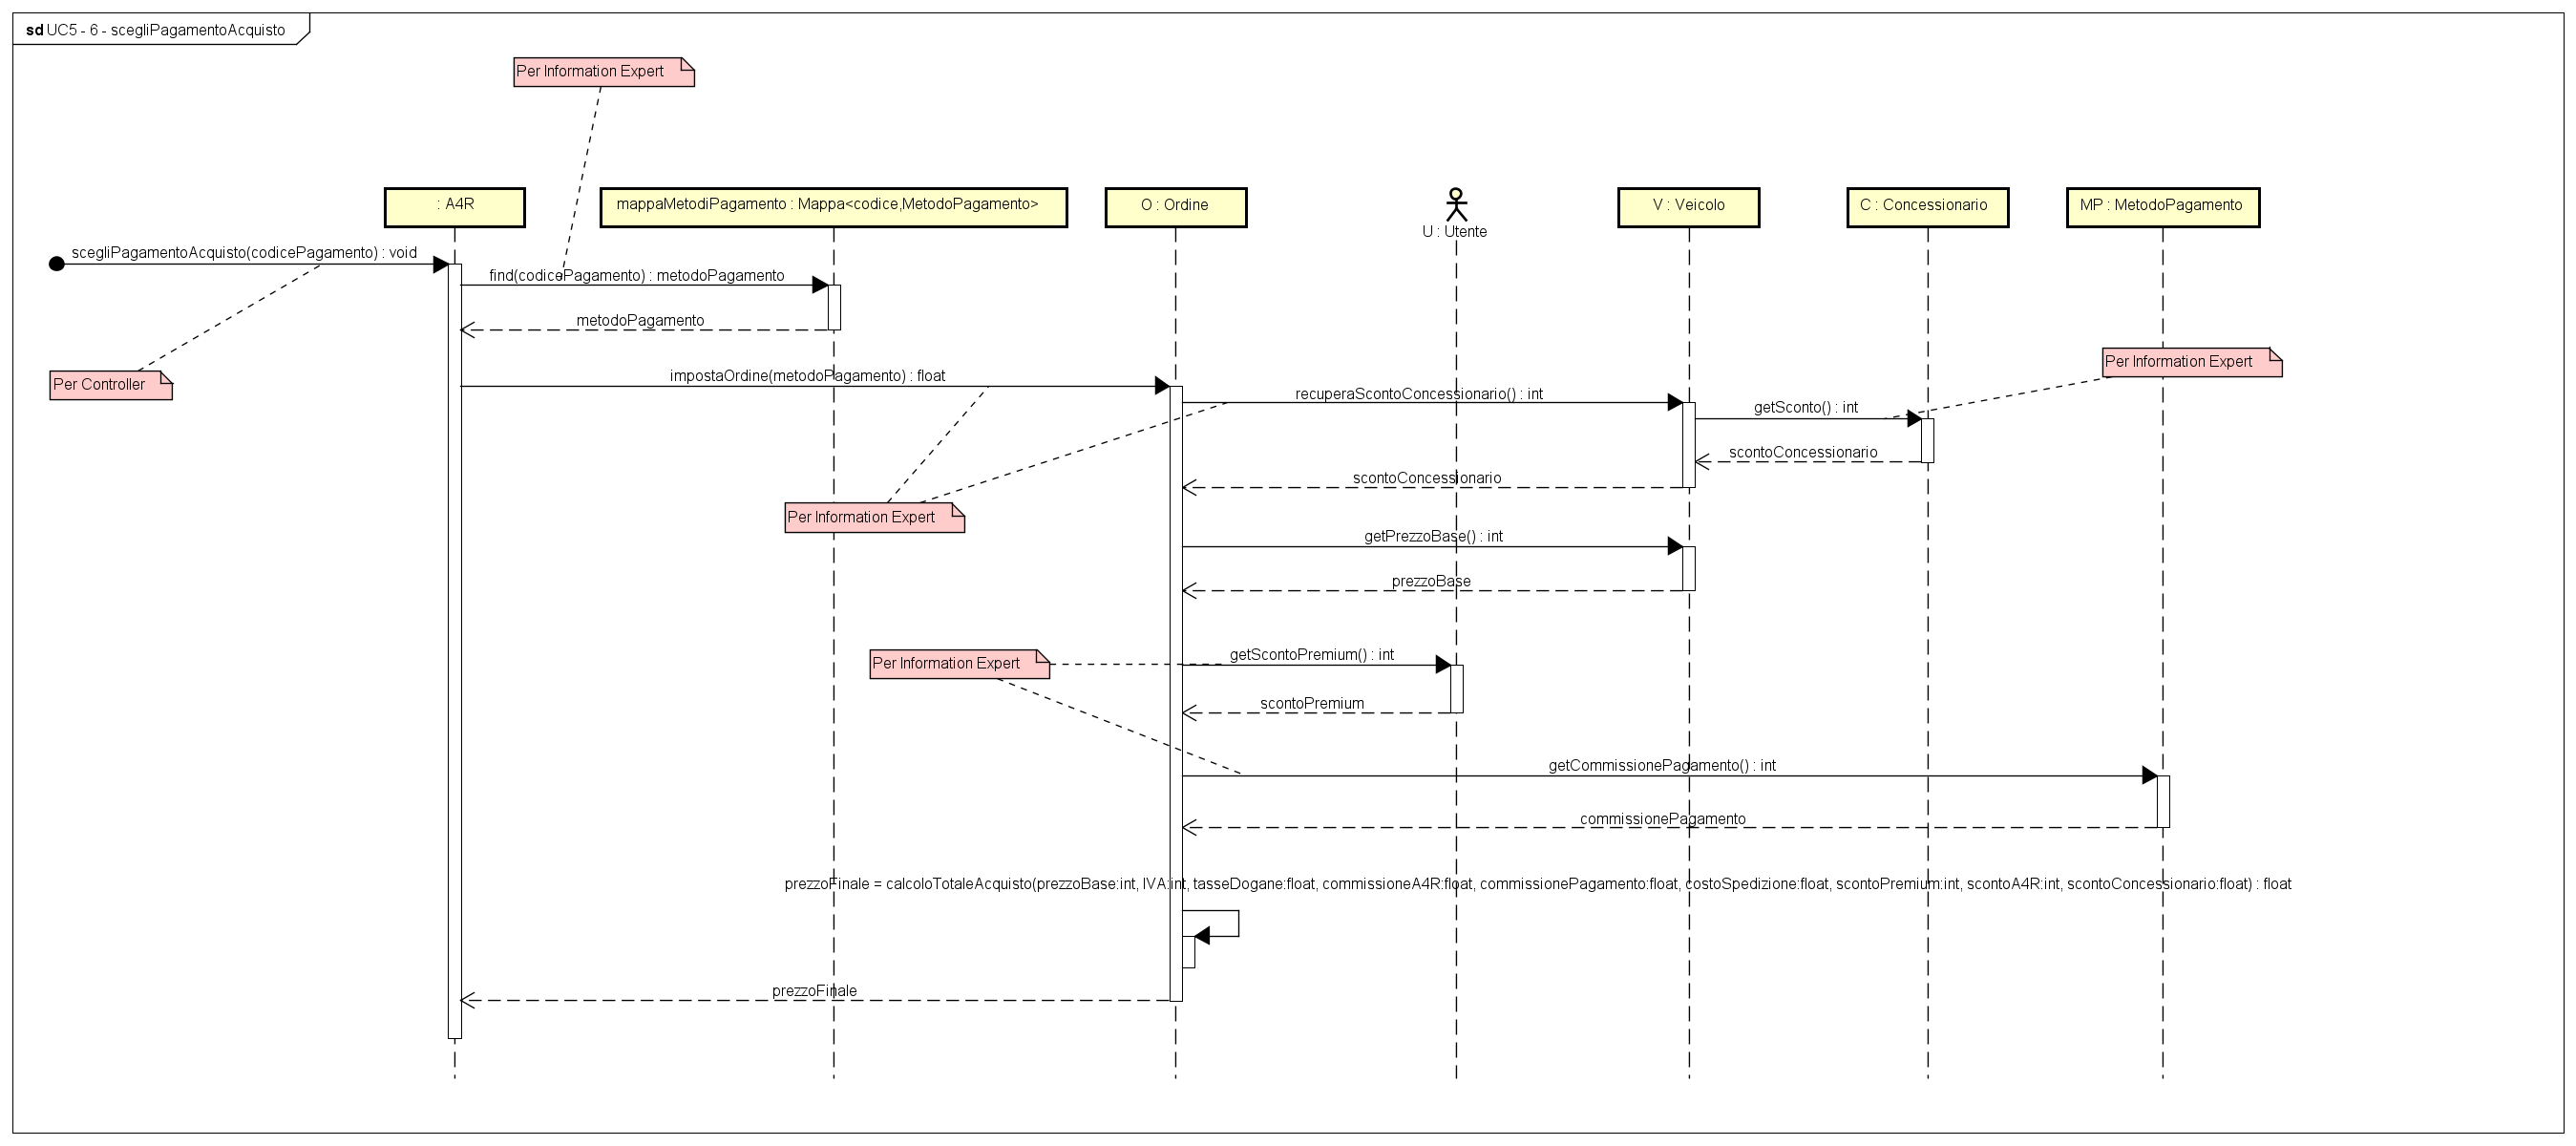 sd UC5 - 6 - scegliPagamentoAcquisto
Per Information Expert
: A4R
mappaMetodiPagamento : Mappa<codice,MetodoPagamento>
O : Ordine
U : Utente
V : Veicolo
C : Concessionario
MP : MetodoPagamento
scegliPagamentoAcquisto(codicePagamento) : void
find(codicePagamento) : metodoPagamento
metodoPagamento
Per Information Expert
Per Controller
impostaOrdine(metodoPagamento) : float
recuperaScontoConcessionario() : int
getSconto() : int
scontoConcessionario
scontoConcessionario
Per Information Expert
getPrezzoBase() : int
prezzoBase
Per Information Expert
getScontoPremium() : int
scontoPremium
getCommissionePagamento() : int
commissionePagamento
prezzoFinale = calcoloTotaleAcquisto(prezzoBase:int, IVA:int, tasseDogane:float, commissioneA4R:float, commissionePagamento:float, costoSpedizione:float, scontoPremium:int, scontoA4R:int, scontoConcessionario:float) : float
prezzoFinale